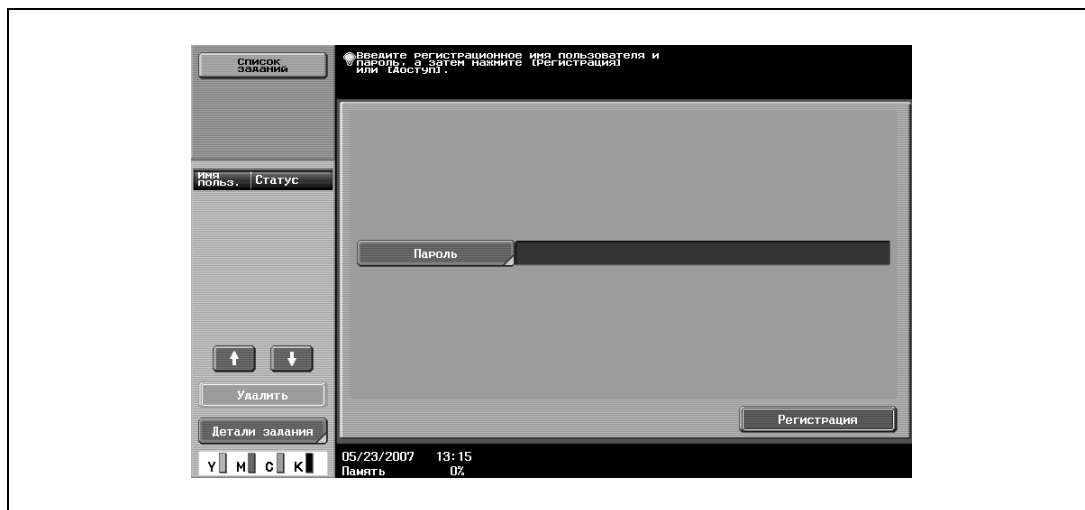 Список
заданий
Введите регистрационное имя пользователя и
пароль, а затем нажмите [Регистрация]
или [Доступ].
Имя
польз.
Статус
Пароль
Удалить
Детали задания
Регистрация
Y M C K
05/23/2007 13:15
Память 0%